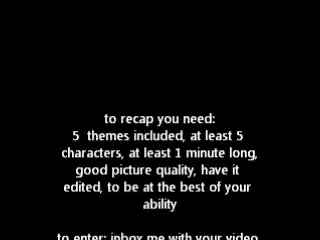 to recap you need:
5 themes included, at least 5
characters, at least 1 minute long,
good picture quality, have it
edited, to be at the best of your
ability
to enter: inbox me with your video